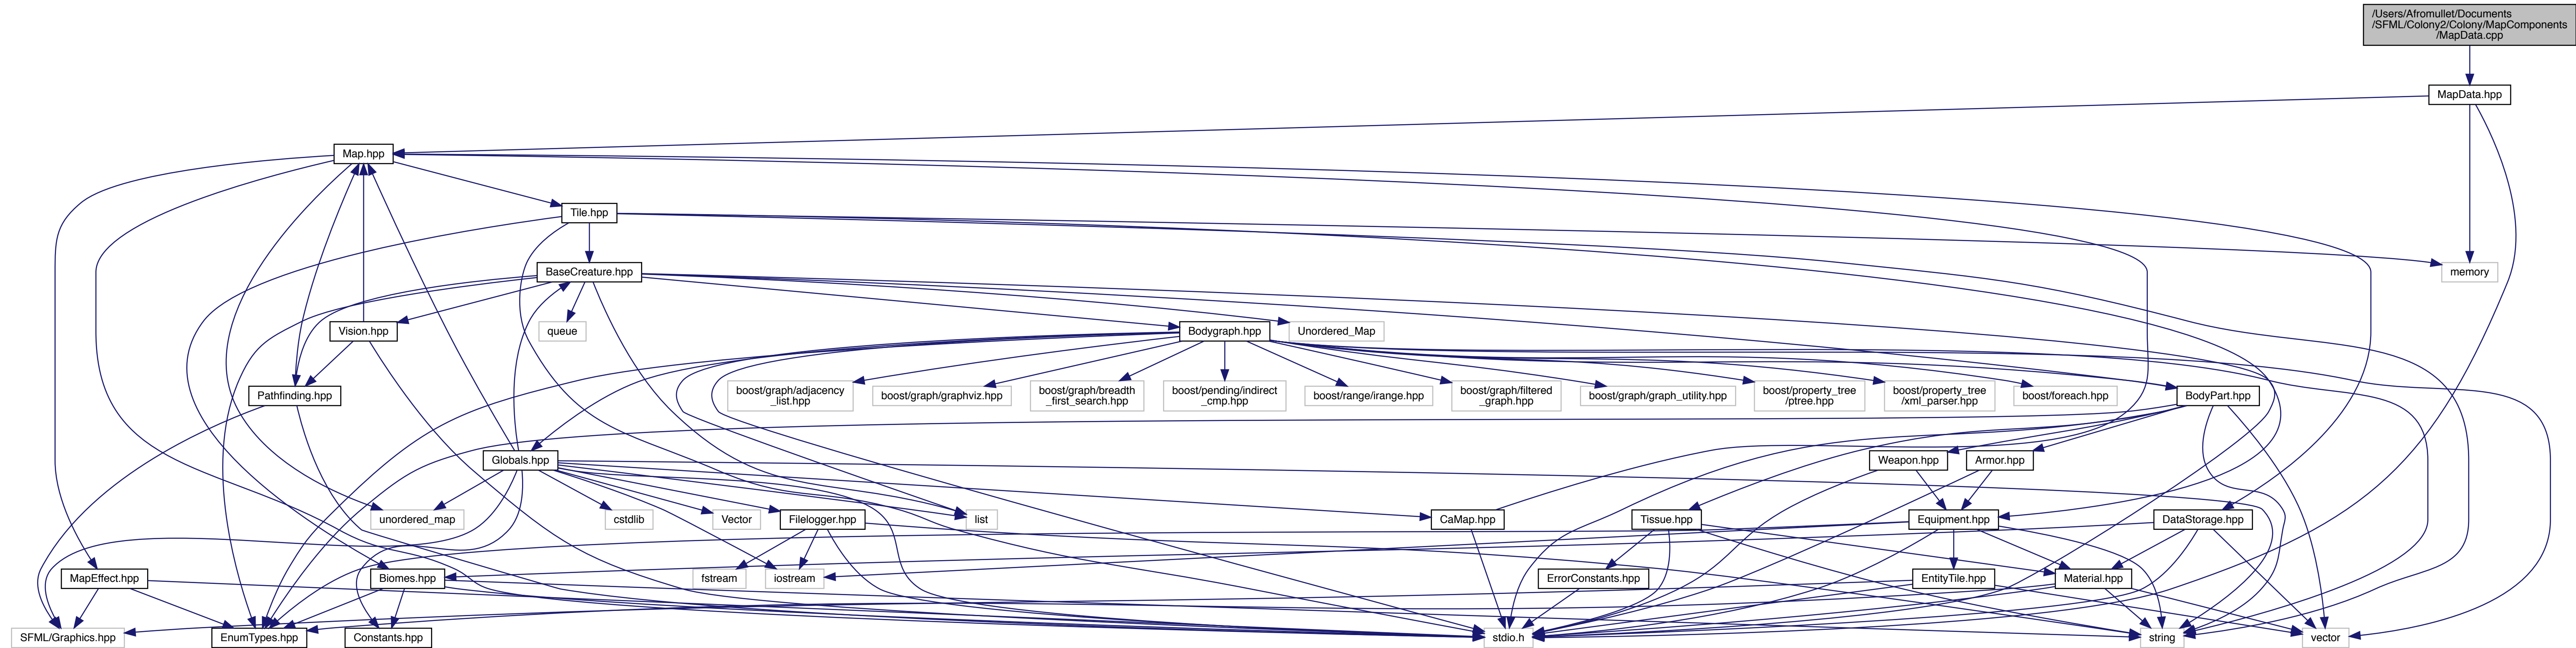 /Users/Afromullet/Documents
/SFML/Colony2/Colony/MapComponents
/MapData.cpp
MapData.hpp
Map.hpp
Tile.hpp
BaseCreature.hpp
memory
Vision.hpp
queue
Bodygraph.hpp
Unordered_Map
Pathfinding.hpp
boost/graph/adjacency
_list.hpp
boost/graph/graphviz.hpp
boost/graph/breadth
_first_search.hpp
boost/pending/indirect
_cmp.hpp
boost/range/irange.hpp
boost/graph/filtered
_graph.hpp
boost/graph/graph_utility.hpp
boost/property_tree
/ptree.hpp
boost/property_tree
/xml_parser.hpp
boost/foreach.hpp
BodyPart.hpp
Globals.hpp
Weapon.hpp
Armor.hpp
unordered_map
cstdlib
Vector
Filelogger.hpp
list
CaMap.hpp
Tissue.hpp
Equipment.hpp
DataStorage.hpp
MapEffect.hpp
Biomes.hpp
fstream
iostream
ErrorConstants.hpp
EntityTile.hpp
Material.hpp
SFML/Graphics.hpp
EnumTypes.hpp
Constants.hpp
stdio.h
string
vector